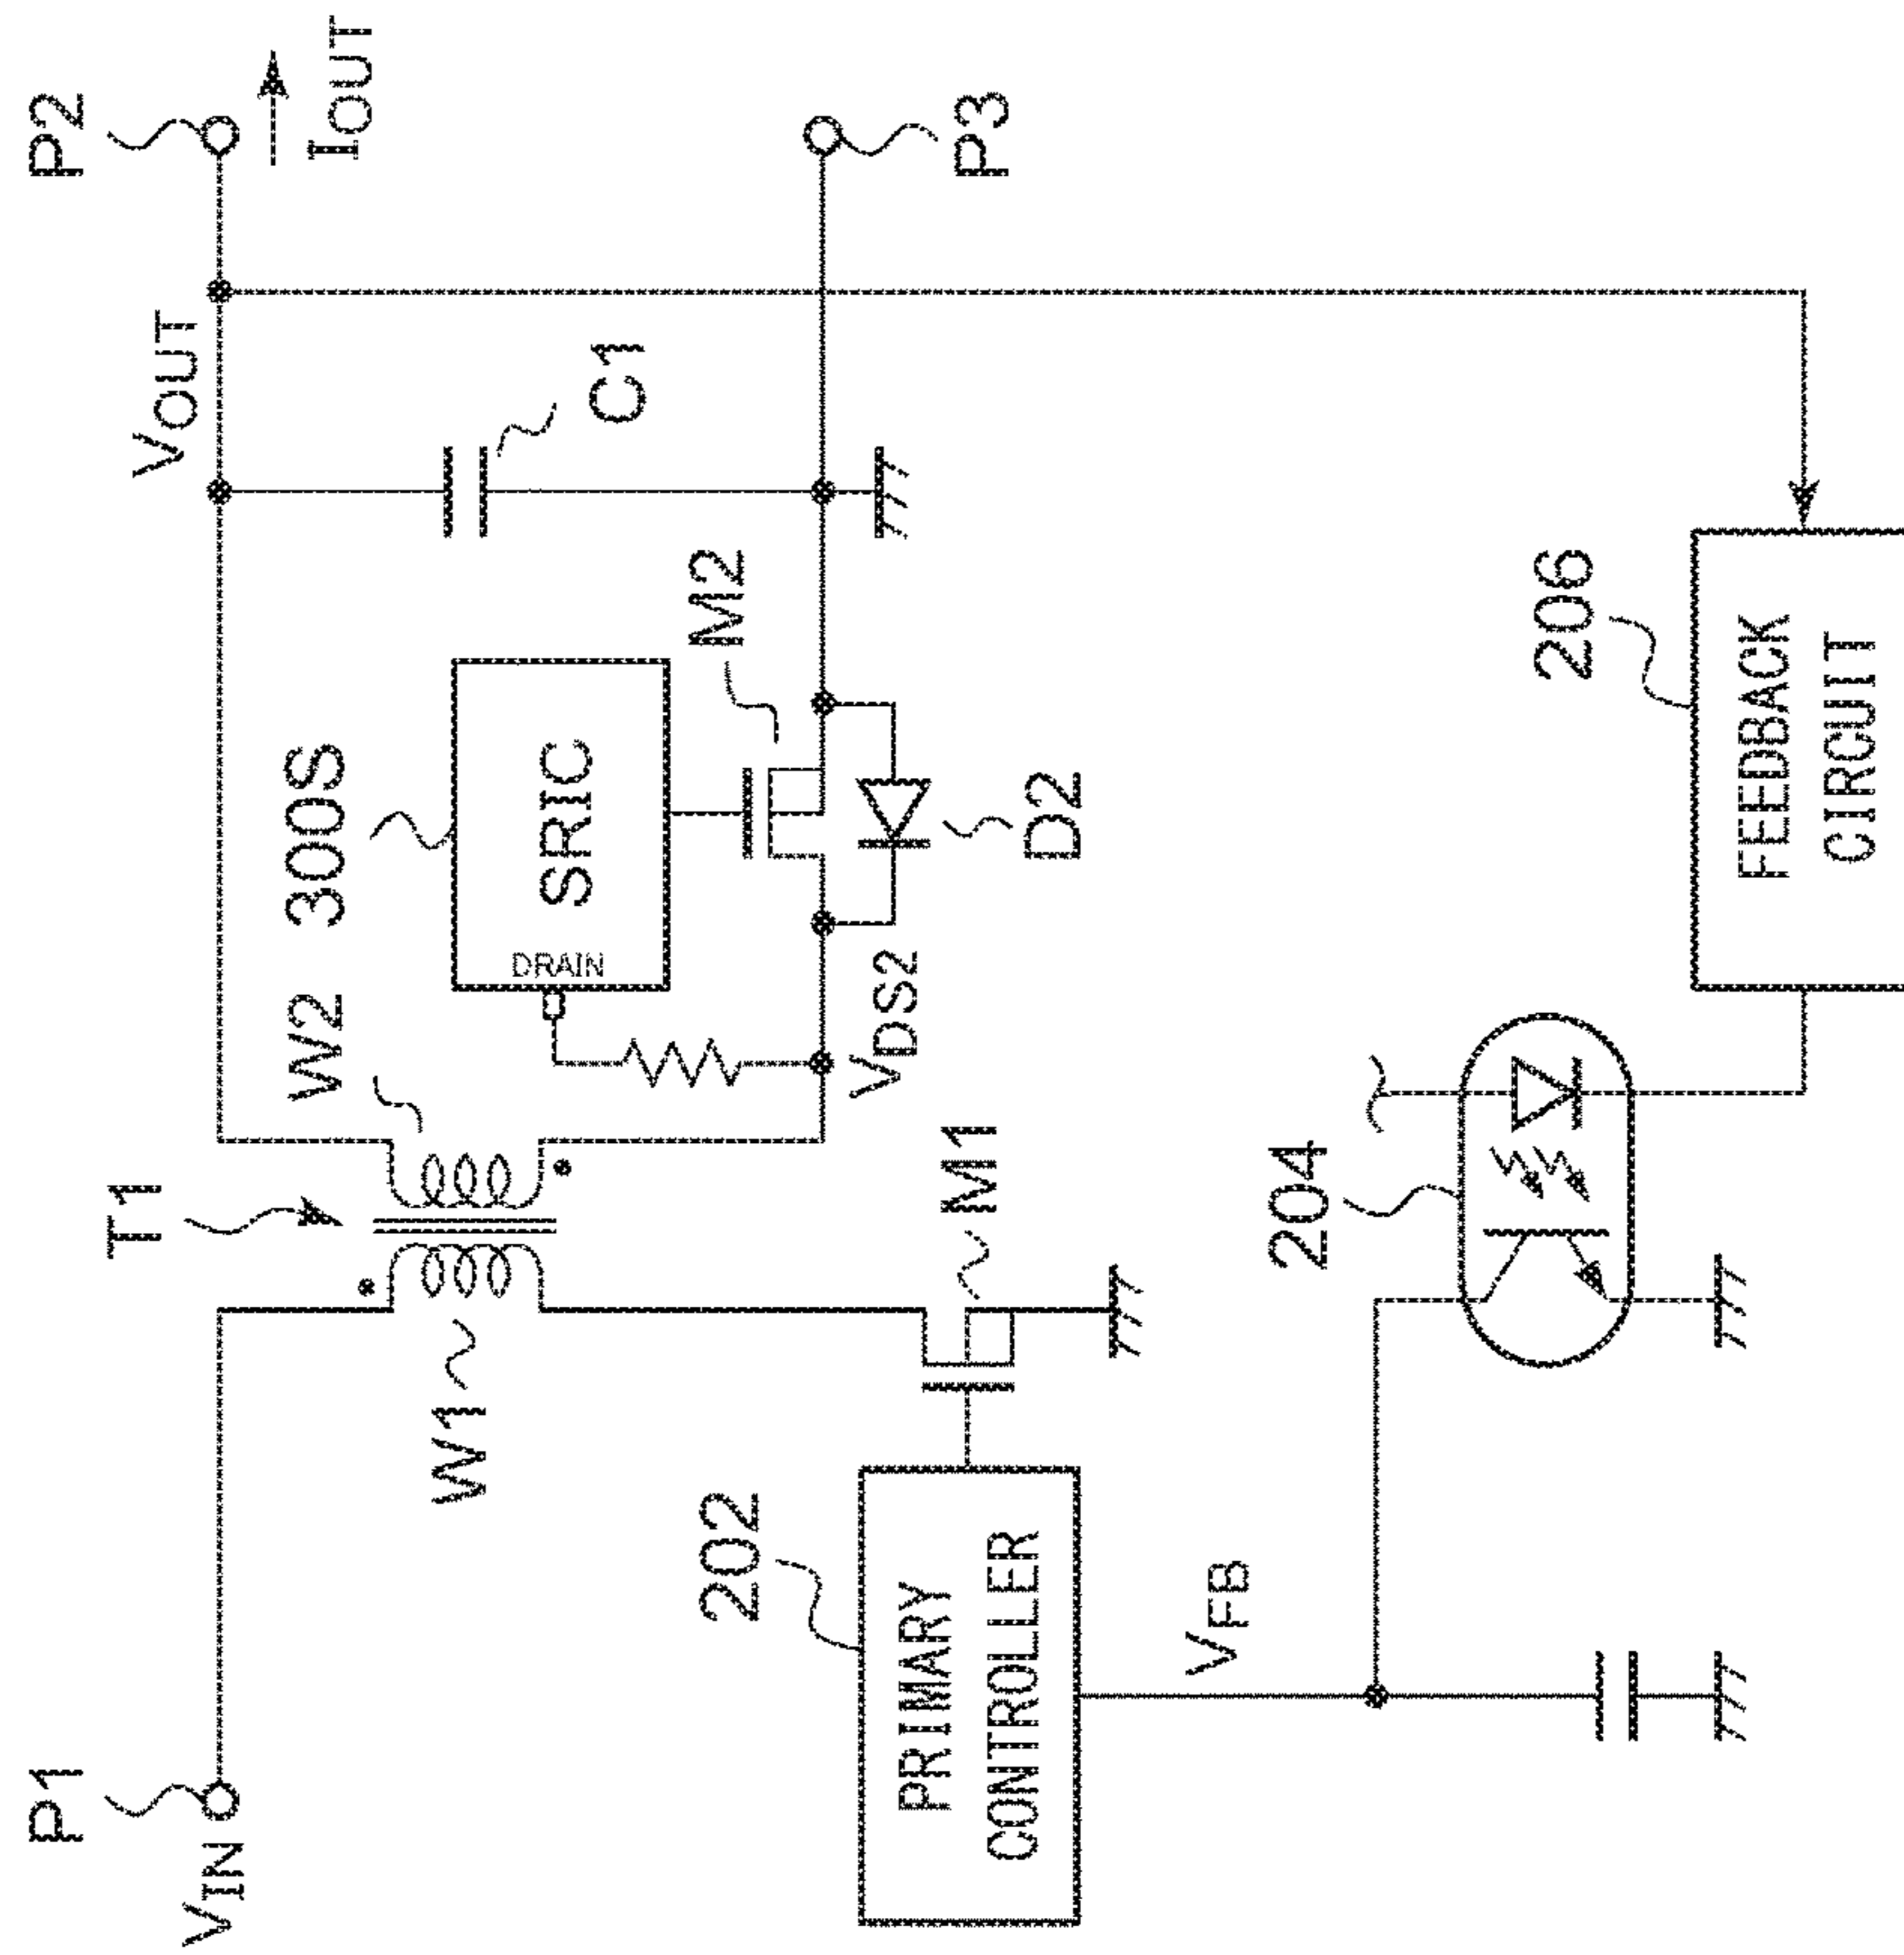 P1
VIN
T1
W1
W2
300S
SRIC
DRAIN
VOUT
P2
IOUT
C1
M2
D2
VDS2
P3
M1
202
PRIMARY
CONTROLLER
VFB
204
206
FEEDBACK
CIRCUIT